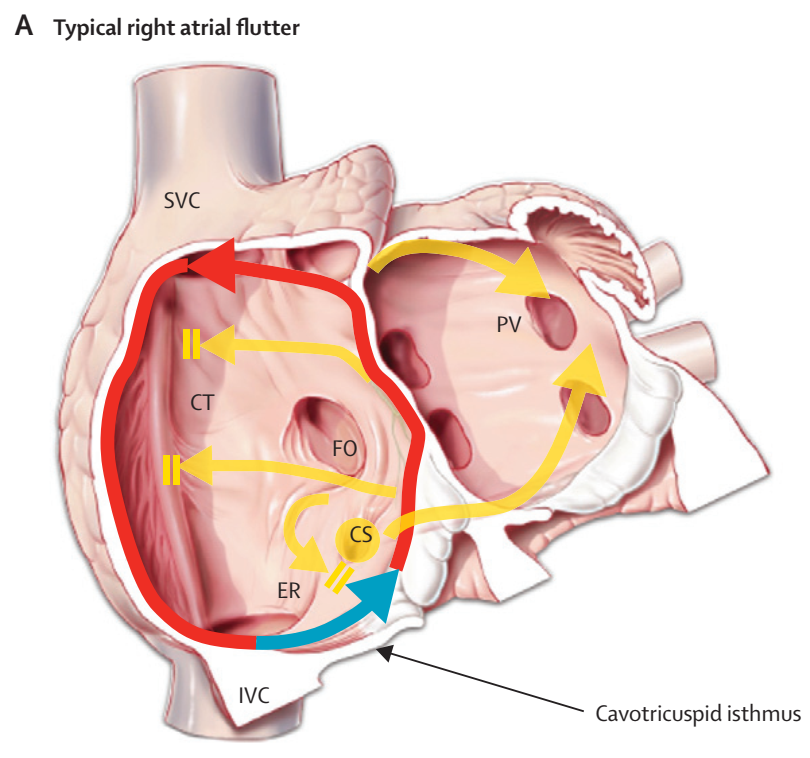 A Typical right atrial flutter
SVC
PV
CT
FO
CS
ER
IVC
Cavotricuspid isthmus